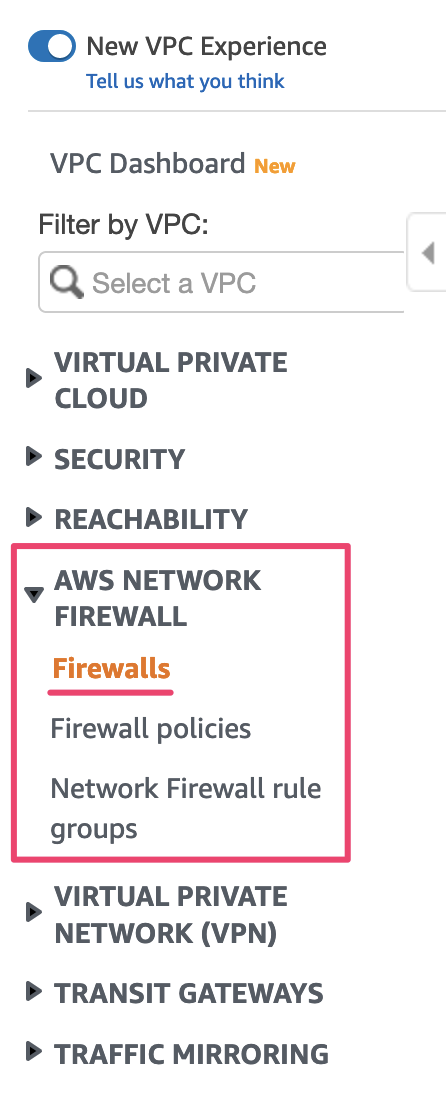 New VPC Experience
Tell us what you think
VPC Dashboard New
Filter by VPC:
Select a VPC
VIRTUAL PRIVATE
CLOUD
SECURITY
REACHABILITY
AWS NETWORK
FIREWALL
Firewalls
Firewall policies
Network Firewall rule
groups
VIRTUAL PRIVATE
NETWORK (VPN)
TRANSIT GATEWAYS
TRAFFIC MIRRORING